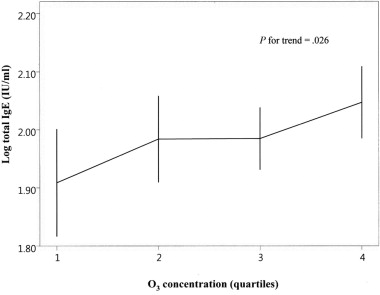 2.20
P for trend = .026
2.10
2.00
1.90
1.80
1 2 3 4
Log total IgE (IU/ml)
O₃ concentration (quartiles)